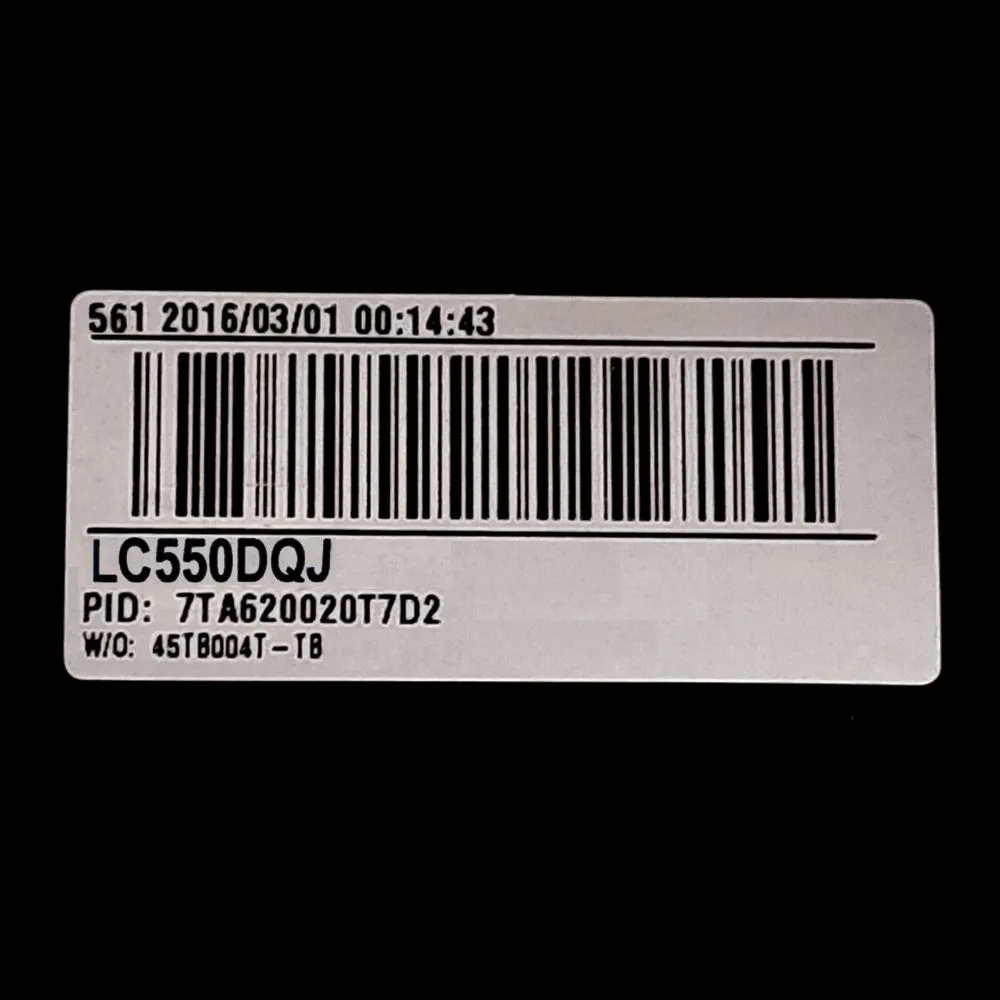 561 2016/03/01 00:14:43
LC550DQJ
PID: 7TA620020T7D2
W/O: 45TB004T-TB